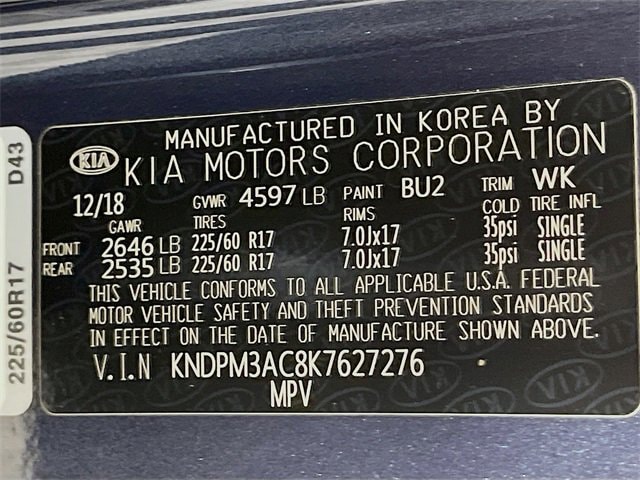 MANUFACTURED IN KOREA BY
KIA KIA MOTORS CORPORATION
12/18 GVWR 4597 LB PAINT BU2 TRIM WK
GAWR TIRES RIMS COLD TIRE INFL
FRONT 2646 LB 225/60 R17 7.0Jx17 35psi SINGLE
REAR 2535 LB 225/60 R17 7.0Jx17 35psi SINGLE
THIS VEHICLE CONFORMS TO ALL APPLICABLE U.S.A. FEDERAL
MOTOR VEHICLE SAFETY AND THEFT PREVENTION STANDARDS
IN EFFECT ON THE DATE OF MANUFACTURE SHOWN ABOVE.
V.I.N KNDPM3AC8K7627276
MPV
225/60R17 D43